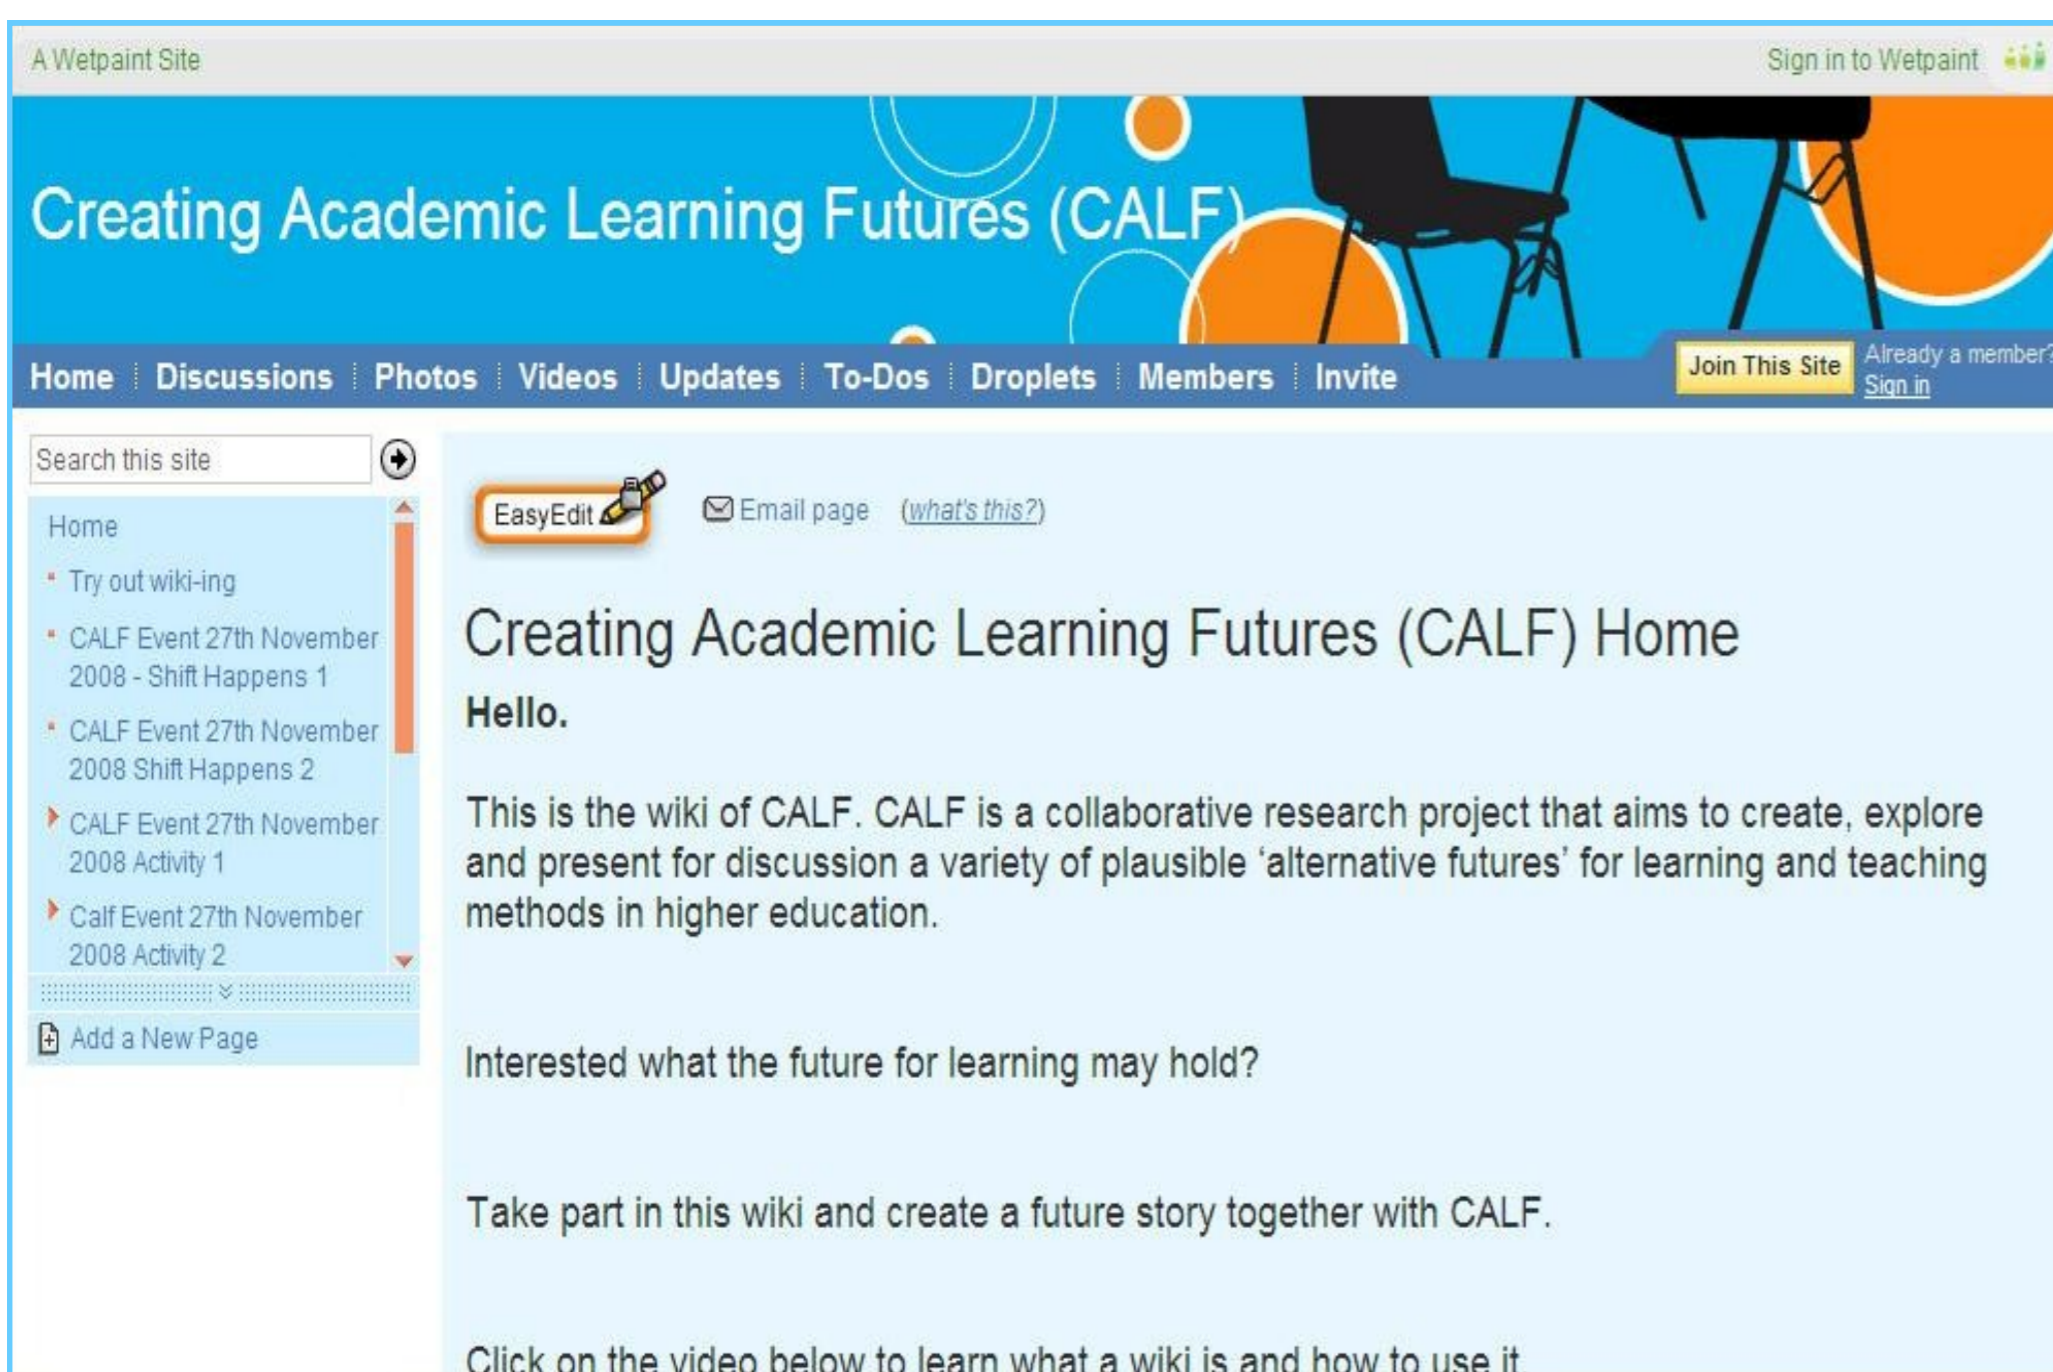 A Wetpaint Site
Sign in to Wetpaint
Creating Academic Learning Futures (CALF)
Home Discussions Photos Videos Updates To-Dos Droplets Members Invite
Join This Site
Already a member?
Sign in
Search this site
Home
Try out wiki-ing
CALF Event 27th November
2008 - Shift Happens 1
CALF Event 27th November
2008 Shift Happens 2
CALF Event 27th November
2008 Activity 1
Calf Event 27th November
2008 Activity 2
Add a New Page
EasyEdit
Email page (what's this?)
Creating Academic Learning Futures (CALF) Home
Hello.
This is the wiki of CALF. CALF is a collaborative research project that aims to create, explore
and present for discussion a variety of plausible ‘alternative futures’ for learning and teaching
methods in higher education.
Interested what the future for learning may hold?
Take part in this wiki and create a future story together with CALF.
Click on the video below to learn what a wiki is and how to use it.